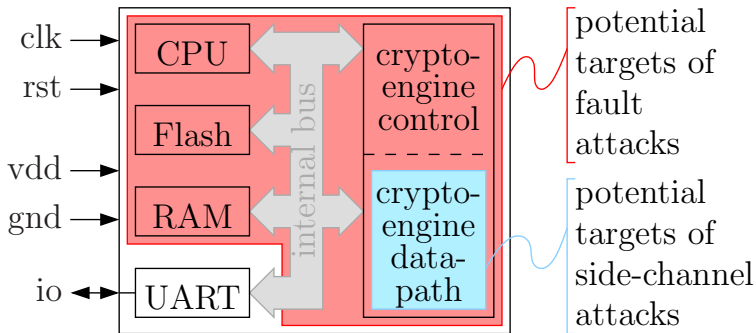 clk
rst
vdd
gnd
io
CPU
Flash
RAM
UART
internal bus
crypto-
engine
control
crypto-
engine
data-
path
potential
targets of
fault
attacks
potential
targets of
side-channel
attacks